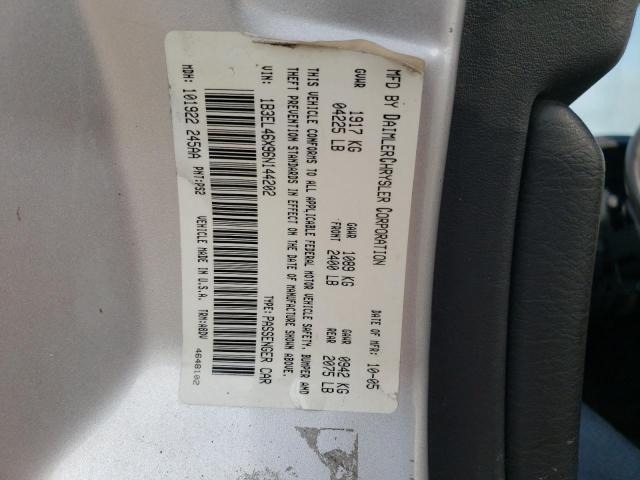 MFD BY DAIMLERCHRYSLER CORPORATION DATE OF MFR: 10-05
GVWR 1917 KG GAWR 1089 KG GAWR 0942 KG
04225 LB FRONT 2400 LB REAR 2075 LB
THIS VEHICLE CONFORMS TO ALL APPLICABLE FEDERAL MOTOR VEHICLE SAFETY, BUMPER AND
THEFT PREVENTION STANDARDS IN EFFECT ON THE DATE OF MANUFACTURE SHOWN ABOVE.
VIN: 1B3EL46X96N144202 TYPE: PASSENGER CAR
MDH: 101922 245AA PNT: PS2 VEHICLE MADE IN U.S.A. TRM: ABDV
4648102